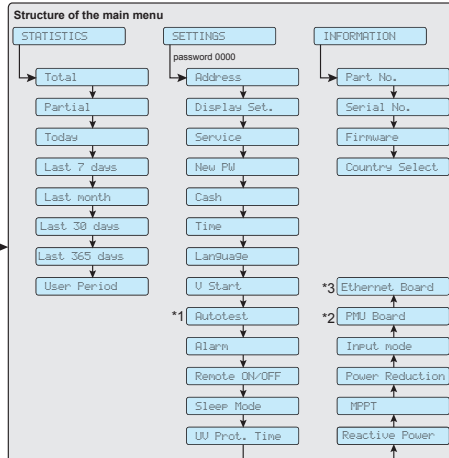 Structure of the main menu
STATISTICS
Total
Partial
Today
Last 7 days
Last month
Last 30 days
Last 365 days
User Period
SETTINGS
password 0000
Address
Display Set.
Service
New PW
Cash
Time
Language
V Start
*1 Autotest
Alarm
Remote ON/OFF
Sleep Mode
UV Prot. Time
INFORMATION
Part No.
Serial No.
Firmware
Country Select
*3 Ethernet Board
*2 PMU Board
Input mode
Power Reduction
MPPT
Reactive Power